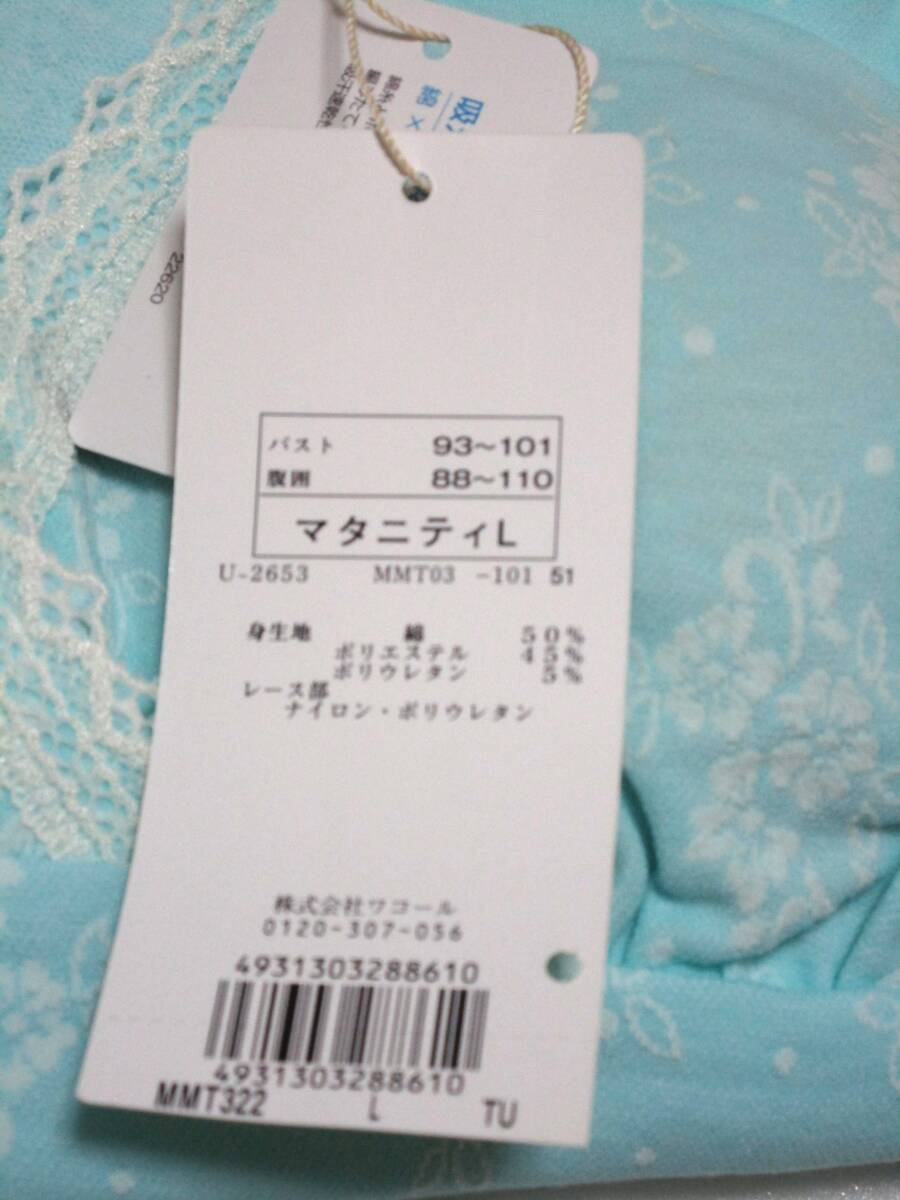 吸
綿×
22620
バスト 93~101
腹囲 88~110
マタニティL
U-2653 MMT03 -101 51
身生地 綿 50%
ポリエステル 45%
ポリウレタン 5%
レース部
ナイロン・ポリウレタン
株式会社ワコール
0120-307-056
4931303288610
4931303288610
MMT322 L TU